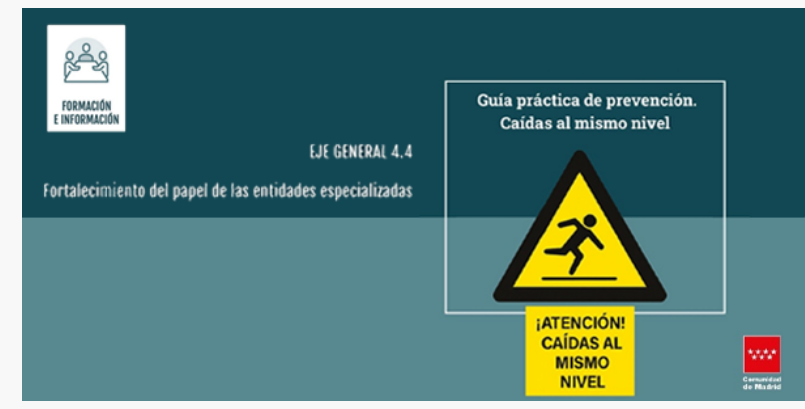 FORMACIÓN
E INFORMACIÓN
EJE GENERAL 4.4
Fortalecimiento del papel de las entidades especializadas
Guía práctica de prevención.
Caídas al mismo nivel
¡ATENCIÓN!
CAÍDAS AL
MISMO
NIVEL
Comunidad
de Madrid